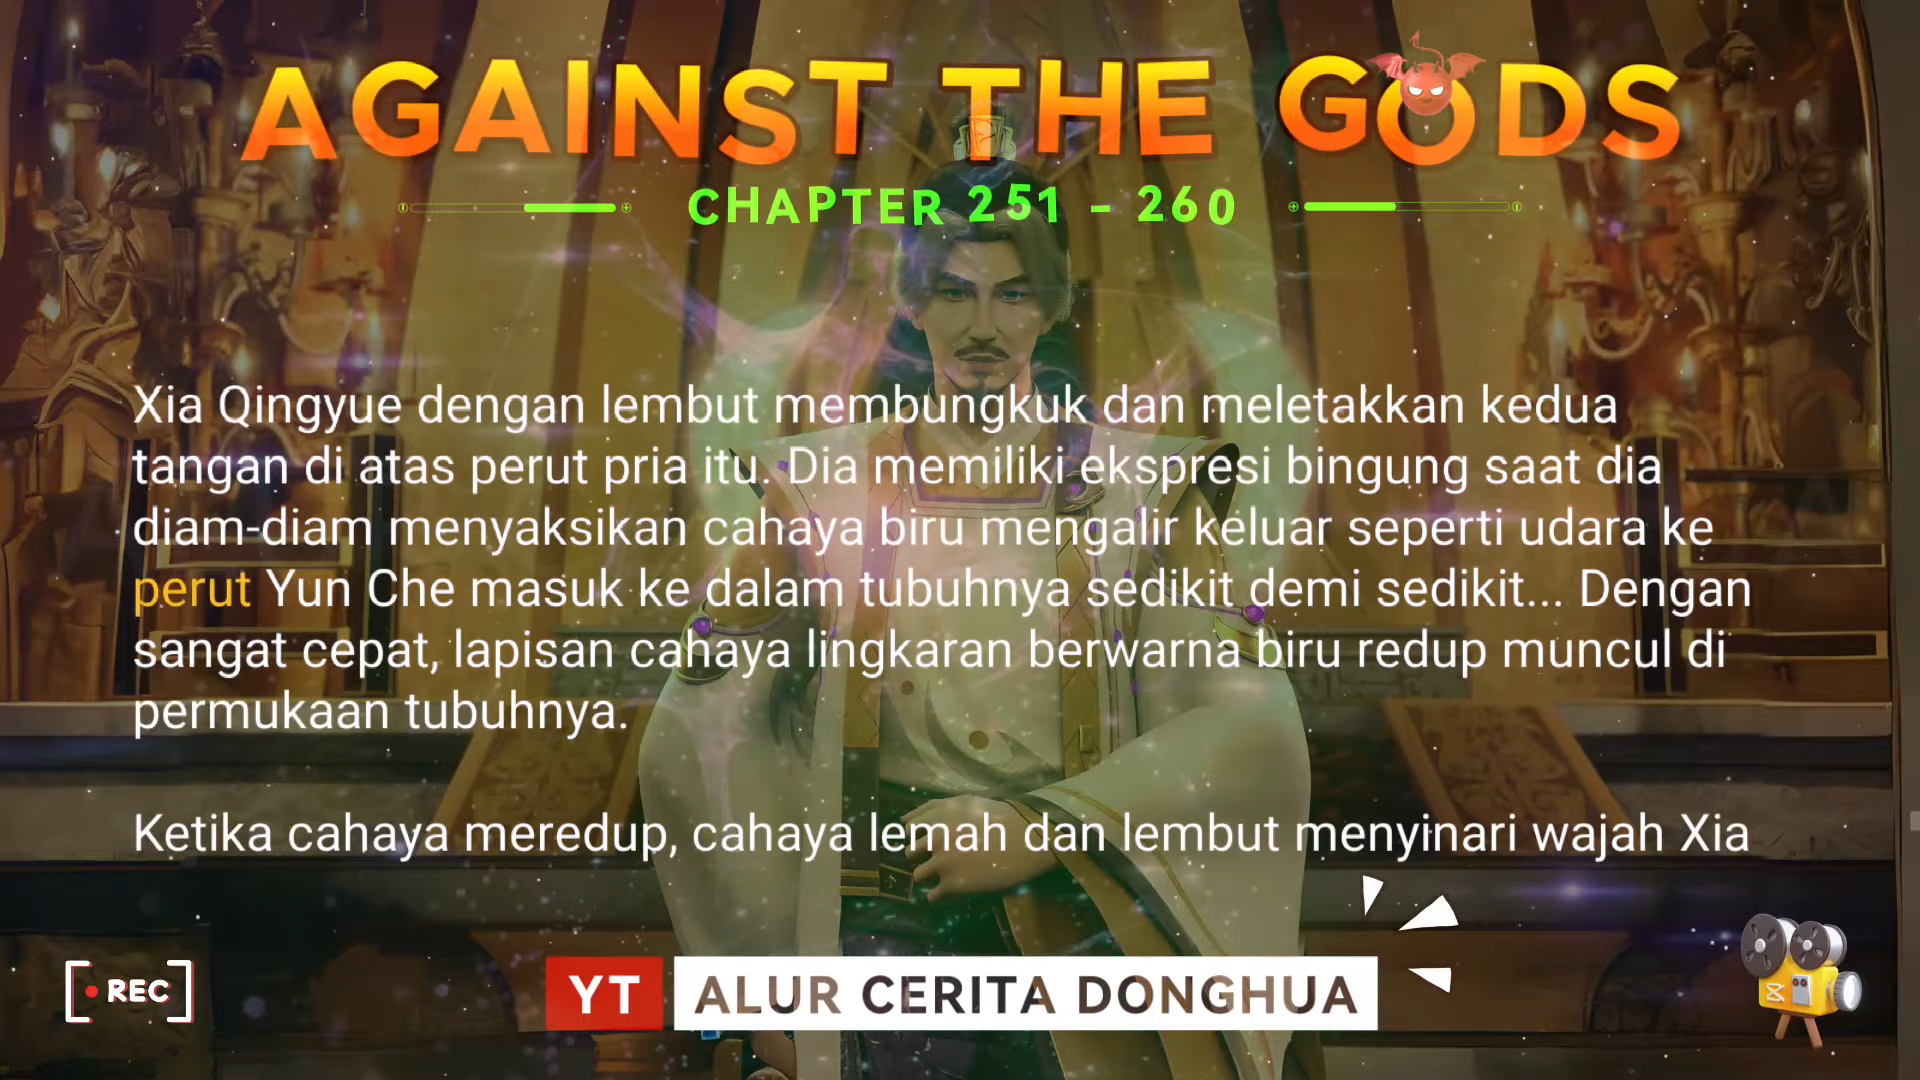 AGAINST THE GODS
CHAPTER 251 - 260
Xia Qingyue dengan lembut membungkuk dan meletakkan kedua
tangan di atas perut pria itu. Dia memiliki ekspresi bingung saat dia
diam-diam menyaksikan cahaya biru mengalir keluar seperti udara ke
perut Yun Che masuk ke dalam tubuhnya sedikit demi sedikit... Dengan
sangat cepat, lapisan cahaya lingkaran berwarna biru redup muncul di
permukaan tubuhnya.
Ketika cahaya meredup, cahaya lemah dan lembut menyinari wajah Xia
REC
YT ALUR CERITA DONGHUA